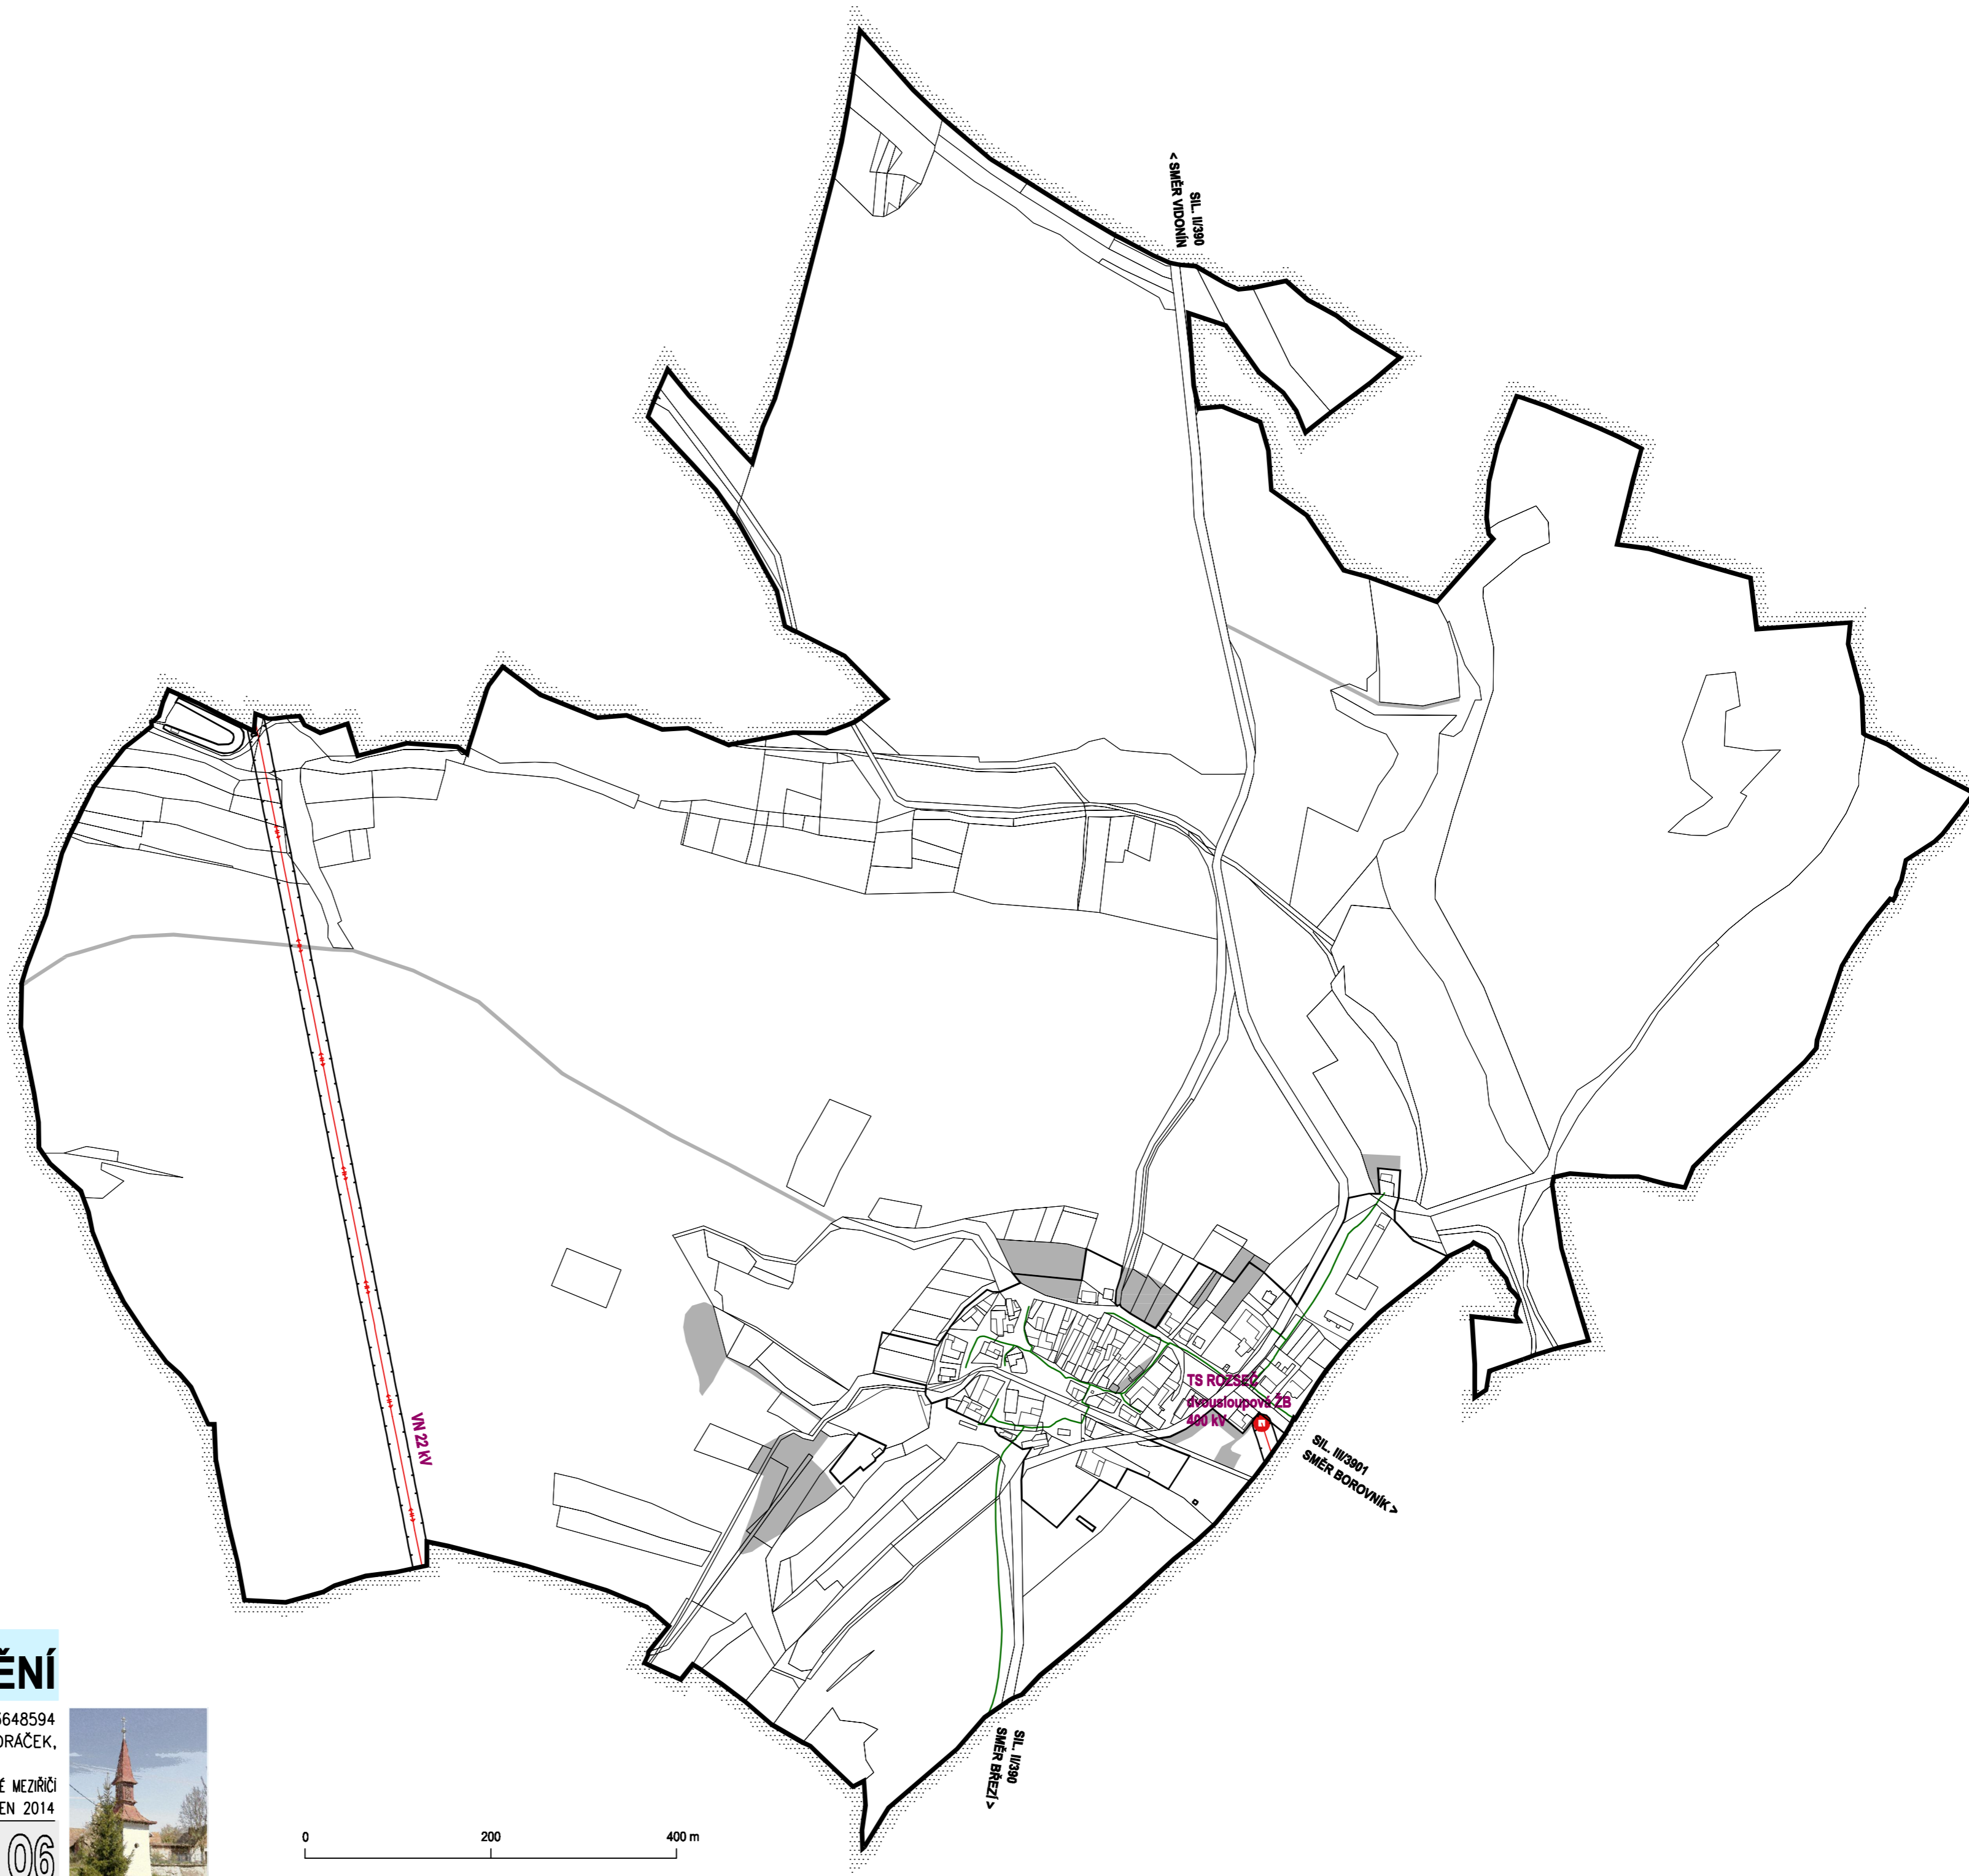 < SMĚR VIDONÍN
SIL. II/390
VN 22 kV
TS ROZSEČ
dvousloupová ŽB
400 kV
SIL. III/3901
SMĚR BOROVNÍK >
SIL. II/390
SMĚR BŘEZÍ >
ĚNÍ
5648594
ORÁČEK,
É MEZIŘÍČÍ
EN 2014
06
0 200 400 m